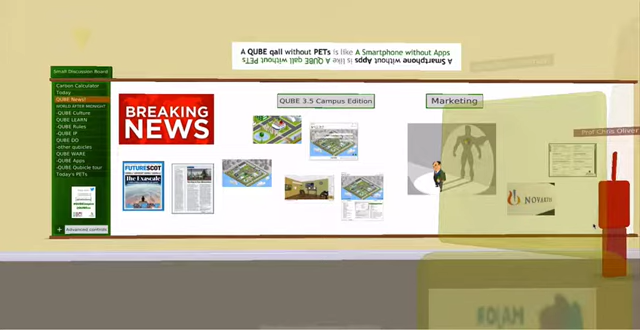 A QUBE qall without PETs is like A Smartphone without Apps
A QUBE qall without PETs is like A Smartphone without Apps
Small Discussion Board
Carbon Calculator
Today
QUBE News!
WORLD AFTER MIDNIGHT
-QUBE Culture
QUBE LEARN
-QUBE Rules
-QUBE IP
QUBE DO
-other qubicles
QUBE WARE
-QUBE Apps
-QUBE Qubicle tour
Today's PETs
+ Advanced controls
BREAKING
NEWS
FUTURESCOT
The Exascale
QUBE 3.5 Campus Edition
Marketing
Prof Chris Oliver
NOVARTIS